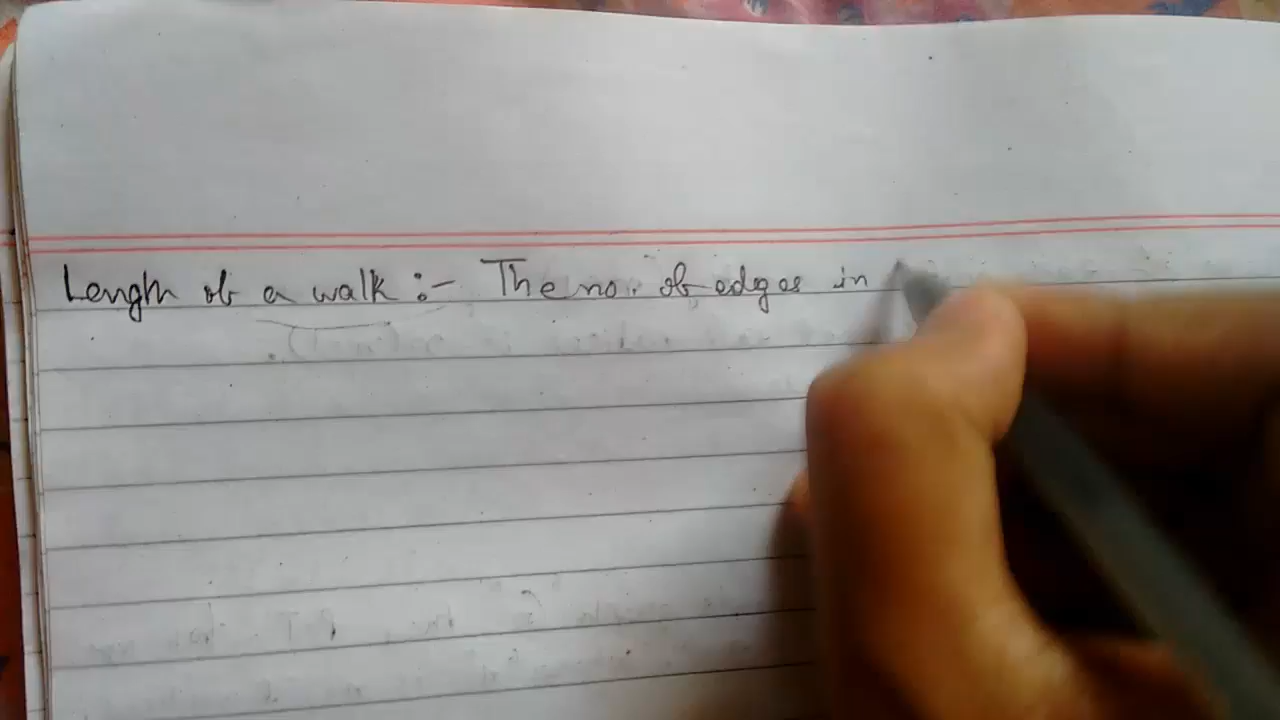 Length of a walk :- The no. of edges in